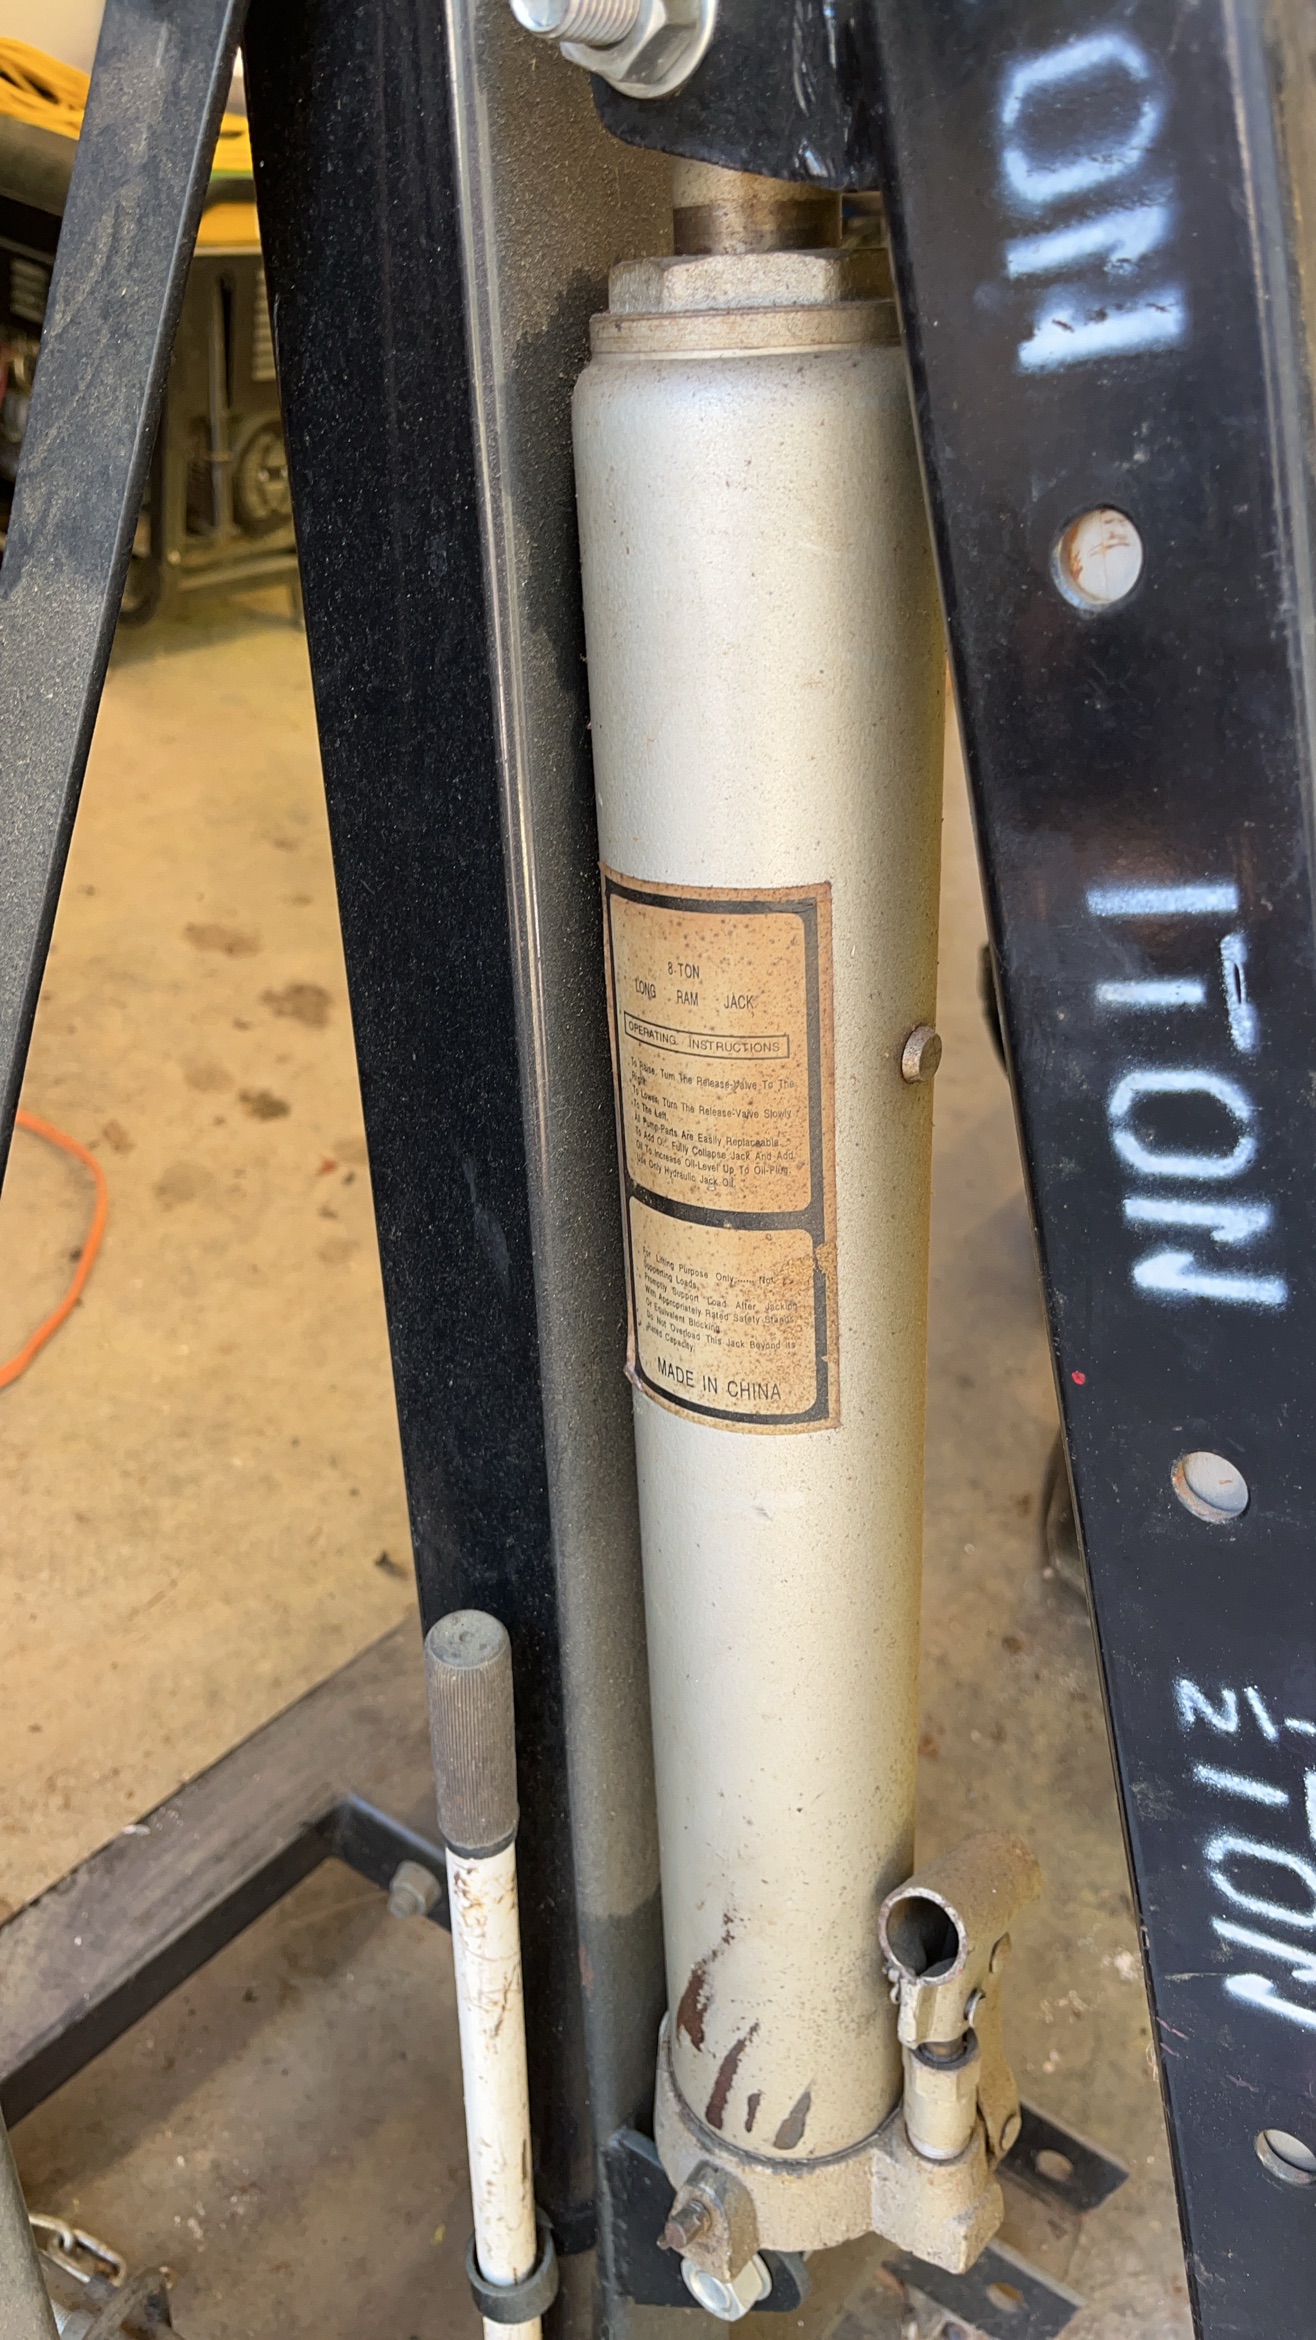 8-TON
LONG RAM JACK
OPERATING INSTRUCTIONS
To Raise, Turn The Release-Valve To The
Right.
To Lower, Turn The Release-Valve Slowly
To The Left.
All Pump-Parts Are Easily Replaceable.
To Add Oil, Fully Collapse Jack And Add
Oil To Increase Oil-Level Up To Oil-Plug.
Use Only Hydraulic Jack Oil.
For Lifting Purpose Only,...... Not
Supporting Loads.
Promptly Support Load After Jacking
With Appropriately Rated Safety Stands
Or Equivalent Blocking.
Do Not Overload This Jack Beyond Its
Rated Capacity.
MADE IN CHINA
ON
1 TON
1/2 TON